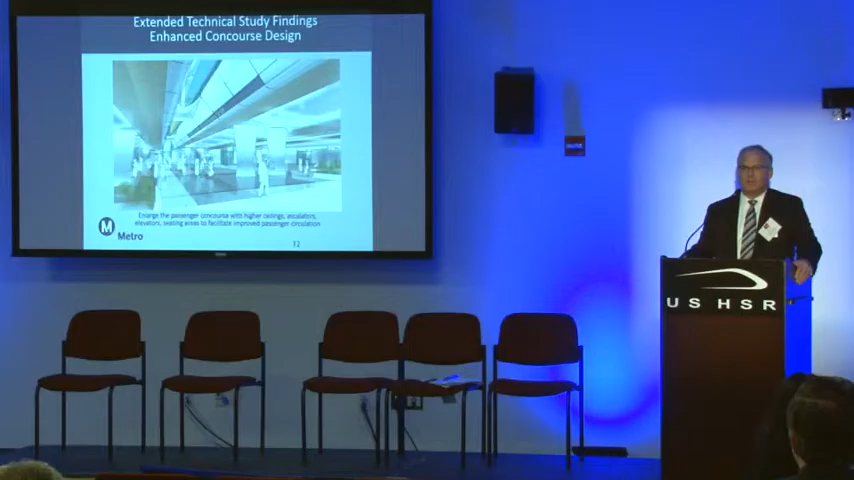 Extended Technical Study Findings
Enhanced Concourse Design
Enlarge the passenger concourse with higher ceilings, escalators,
elevators, seating areas to facilitate improved passenger circulation
M
Metro
12
US HSR